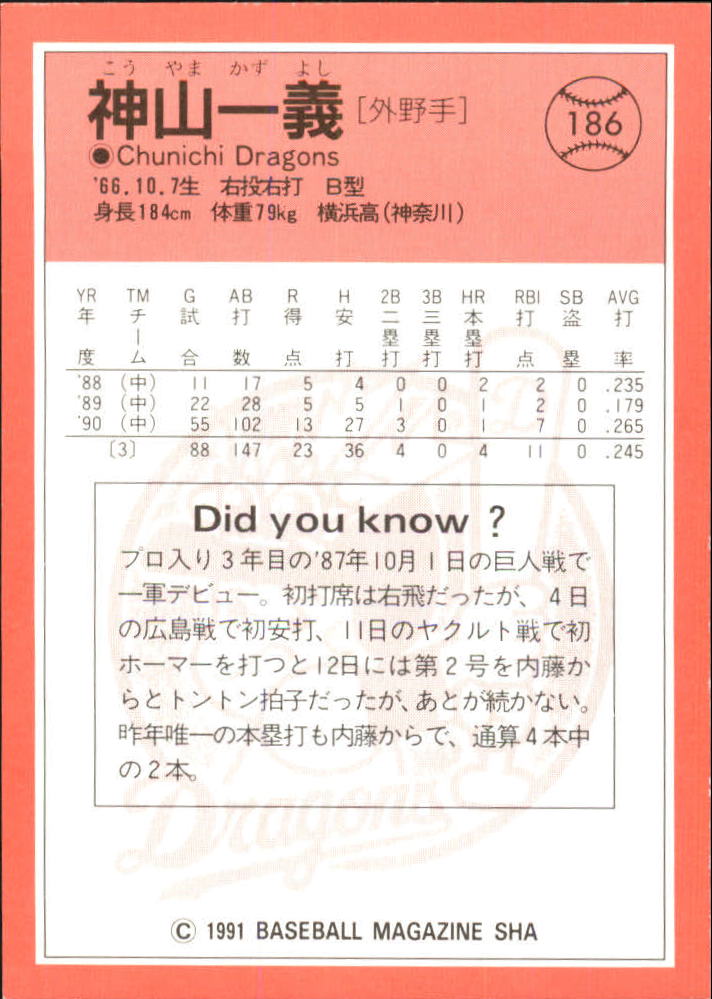 こう やま かず よし
神山一義 [外野手]
186
●Chunichi Dragons
'66.10.7生 右投右打 B型
身長184cm 体重79kg 横浜高(神奈川)
YR TM G AB R H 2B 3B HR RBI SB AVG
年度 チーム 試合 打数 得点 安打 二塁打 三塁打 本塁打 打点 盗塁 打率
'88 (中) 11 17 5 4 0 0 2 2 0 .235
'89 (中) 22 28 5 5 1 0 1 2 0 .179
'90 (中) 55 102 13 27 3 0 1 7 0 .265
〔3〕 88 147 23 36 4 0 4 11 0 .245
Did you know ?
プロ入り3年目の'87年10月1日の巨人戦で
一軍デビュー。初打席は右飛だったが、4日
の広島戦で初安打、11日のヤクルト戦で初
ホーマーを打つと12日には第2号を内藤か
らとトントン拍子だったが、あとが続かない。
昨年唯一の本塁打も内藤からで、通算4本中
の2本。
Dragons
© 1991 BASEBALL MAGAZINE SHA